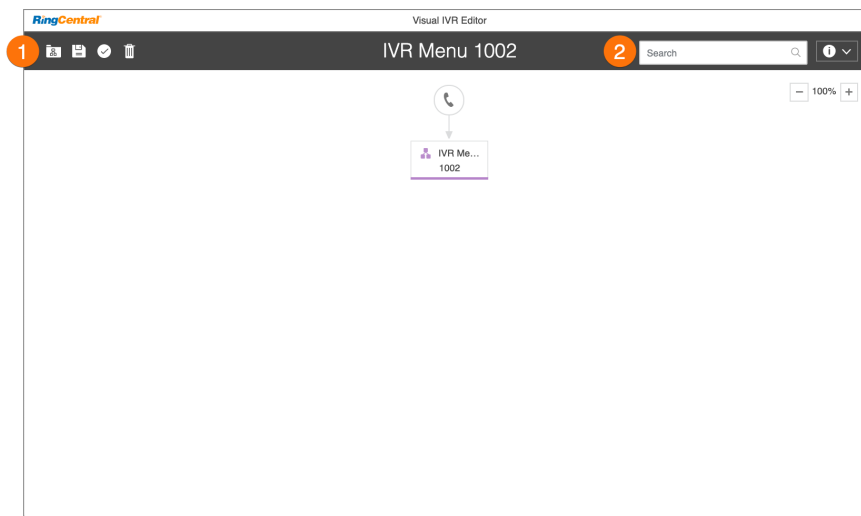 RingCentral
Visual IVR Editor
1
IVR Menu 1002
2
Search
100%
IVR Me...
1002